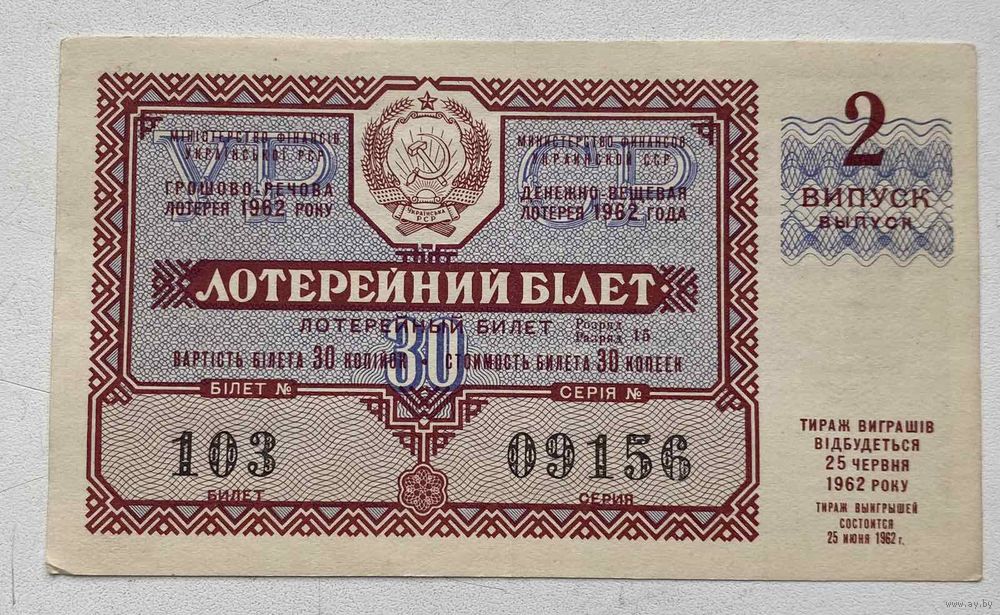 МІНІСТЕРСТВО ФІНАНСІВ
УКРАЇНСЬКОЇ РСР
ГРОШОВО-РЕЧОВА
ЛОТЕРЕЯ 1962 РОКУ
УКРАЇНСЬКА
РСР
МИНИСТЕРСТВО ФИНАНСОВ
УКРАИНСКОЙ ССР
ДЕНЕЖНО-ВЕЩЕВАЯ
ЛОТЕРЕЯ 1962 ГОДА
ЛОТЕРЕЙНИЙ БІЛЕТ
ЛОТЕРЕЙНЫЙ БИЛЕТ
Розряд
Разряд 15
30
ВАРТІСТЬ БІЛЕТА 30 КОПІЙОК • СТОИМОСТЬ БИЛЕТА 30 КОПЕЕК
БІЛЕТ № СЕРІЯ №
103 09156
БИЛЕТ СЕРИЯ
2
ВИПУСК
ВЫПУСК
ТИРАЖ ВИГРАШІВ
ВІДБУДЕТЬСЯ
25 ЧЕРВНЯ
1962 РОКУ
ТИРАЖ ВЫИГРЫШЕЙ
СОСТОИТСЯ
25 ИЮНЯ 1962 г.
www.ay.by